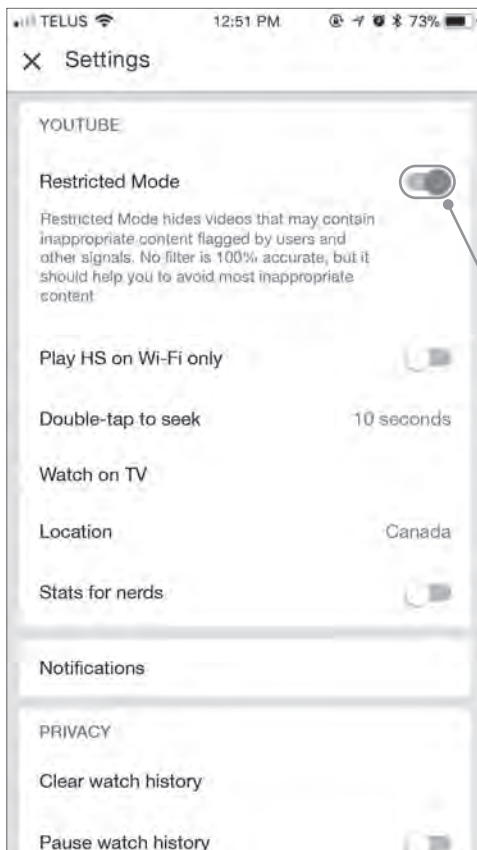 TELUS 12:51 PM 73%
× Settings
YOUTUBE
Restricted Mode
Restricted Mode hides videos that may contain
inappropriate content flagged by users and
other signals. No filter is 100% accurate, but it
should help you to avoid most inappropriate
content
Play HS on Wi-Fi only
Double-tap to seek 10 seconds
Watch on TV
Location Canada
Stats for nerds
Notifications
PRIVACY
Clear watch history
Pause watch history